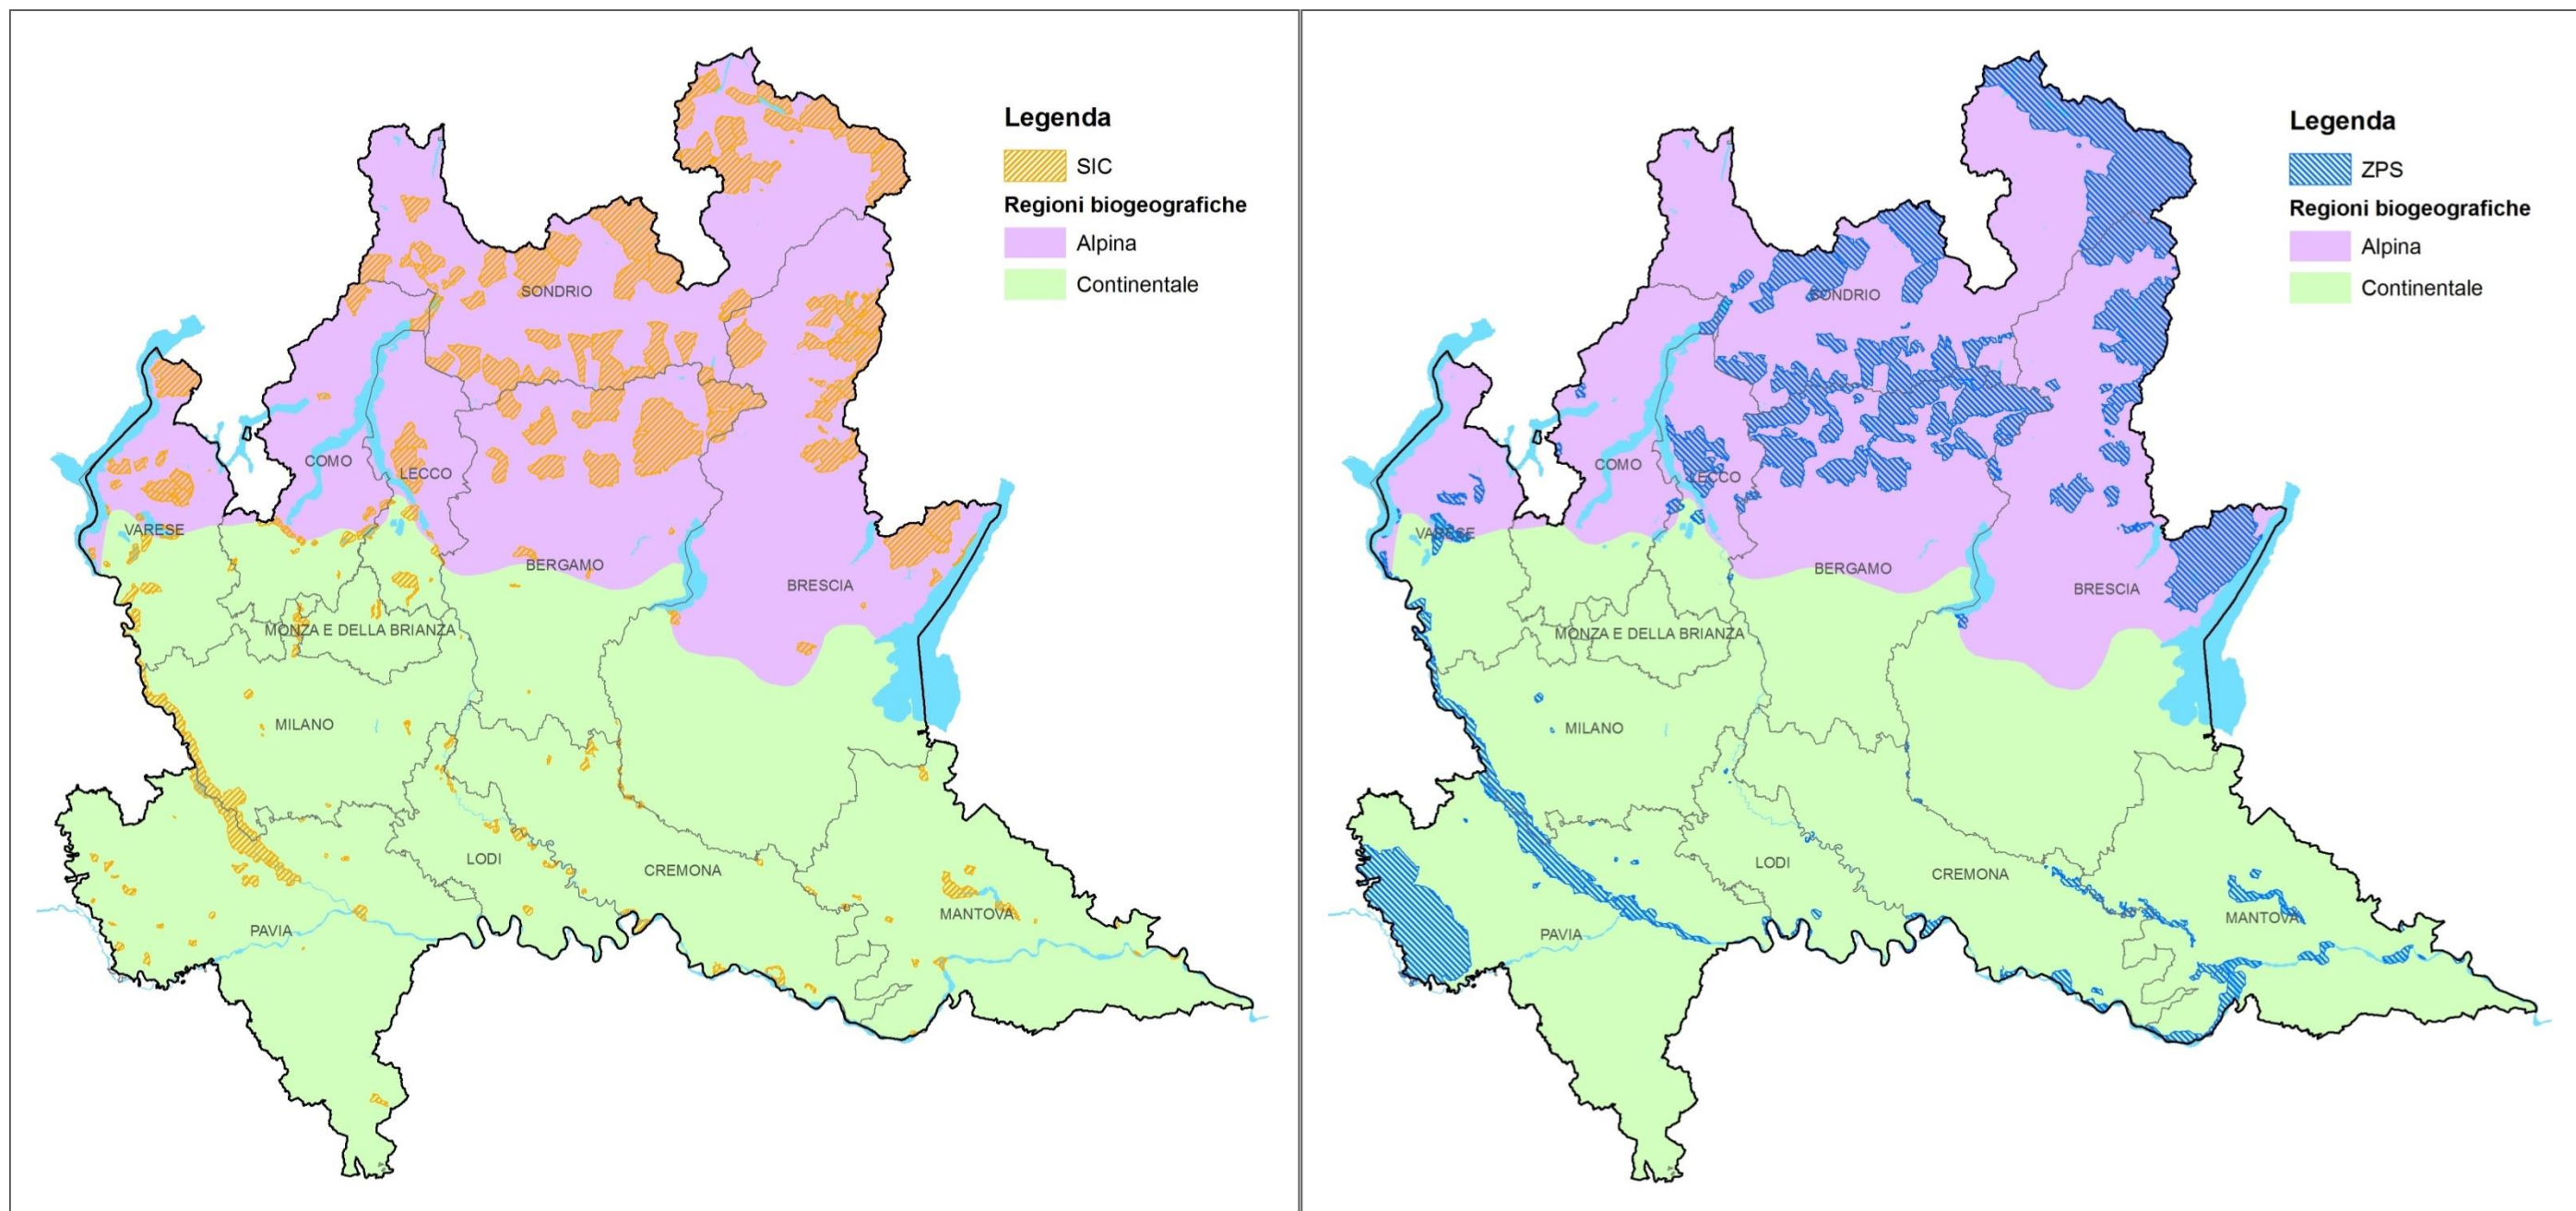 Legenda
SIC
Regioni biogeografiche
Alpina
Continentale
SONDRIO
COMO
LECCO
VARESE
BERGAMO
BRESCIA
MONZA E DELLA BRIANZA
MILANO
LODI
CREMONA
MANTOVA
PAVIA
Legenda
ZPS
Regioni biogeografiche
Alpina
Continentale
SONDRIO
COMO
LECCO
VARESE
BERGAMO
BRESCIA
MONZA E DELLA BRIANZA
MILANO
LODI
CREMONA
MANTOVA
PAVIA